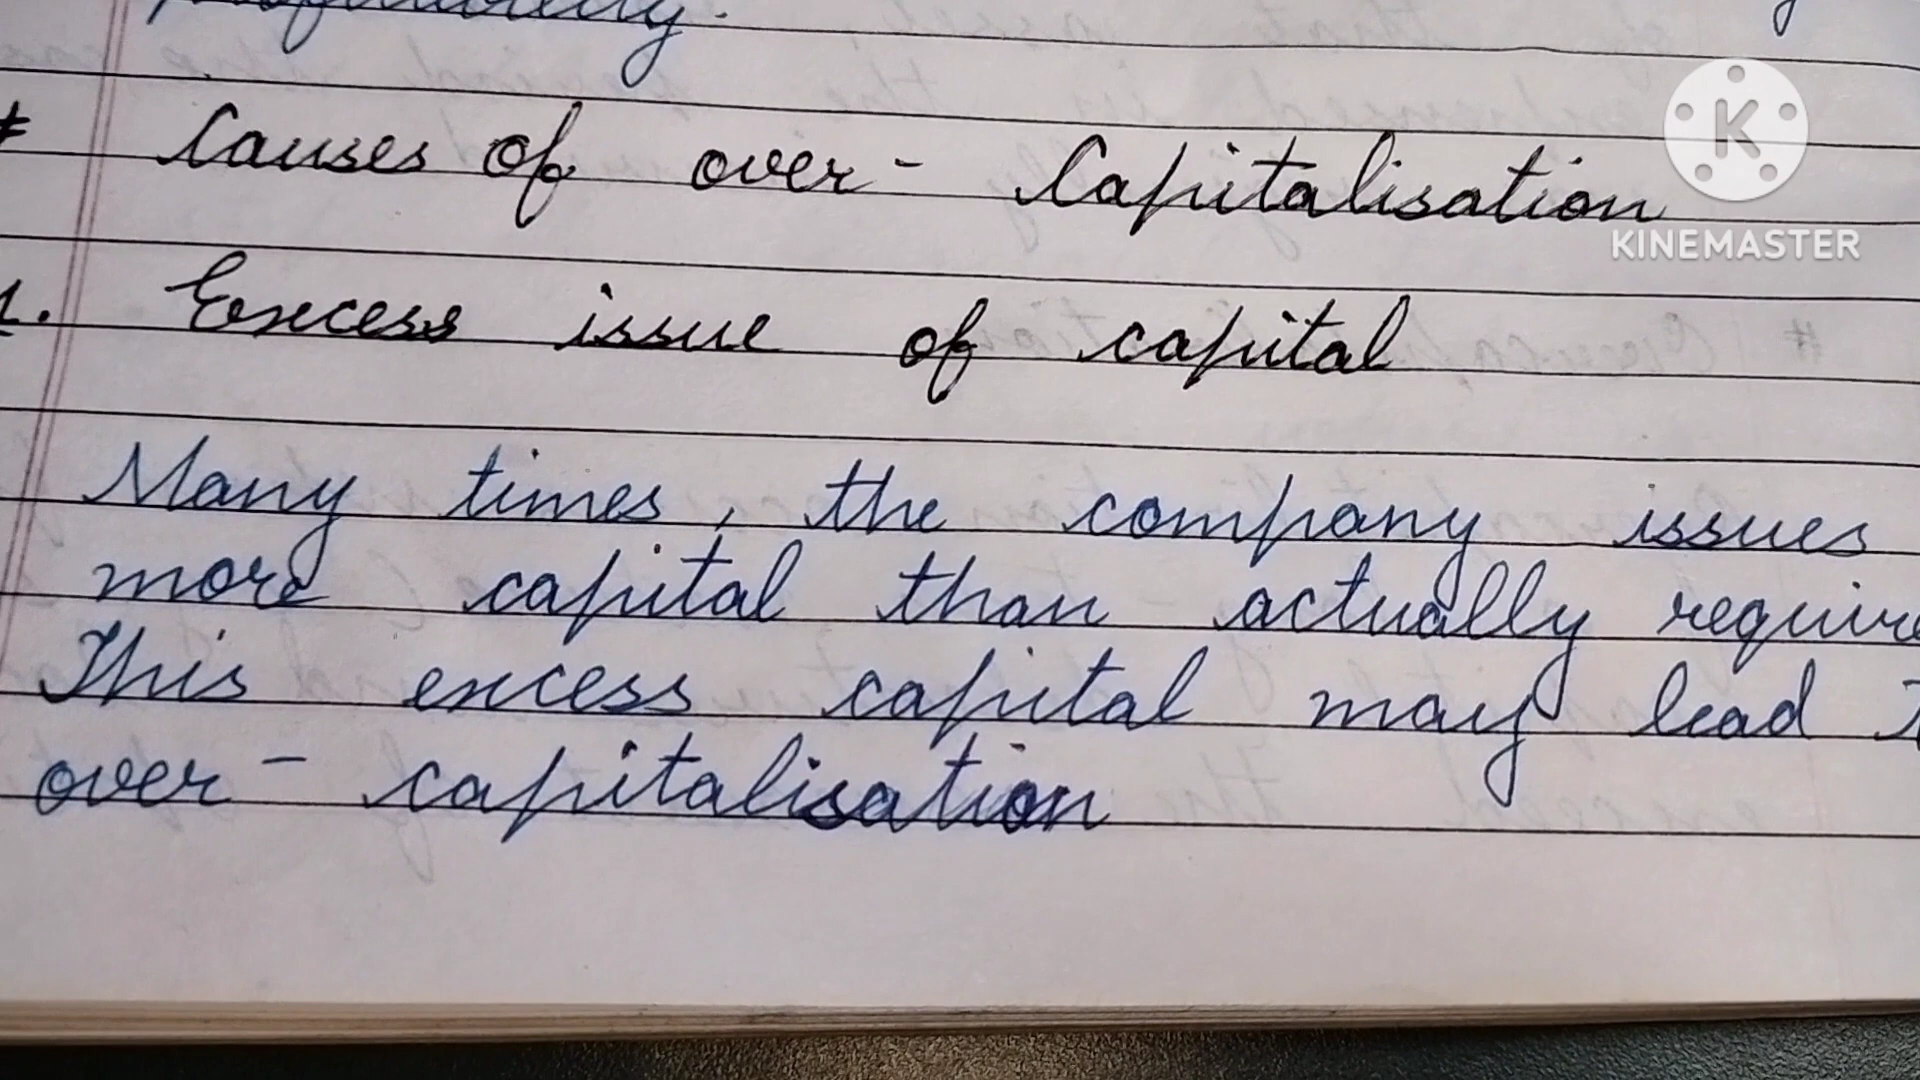 profitability.
# Causes of over - Capitalisation
1. Excess issue of capital
Many times, the company issues
more capital than actually require
This excess capital may lead
over - capitalisation
KINEMASTER